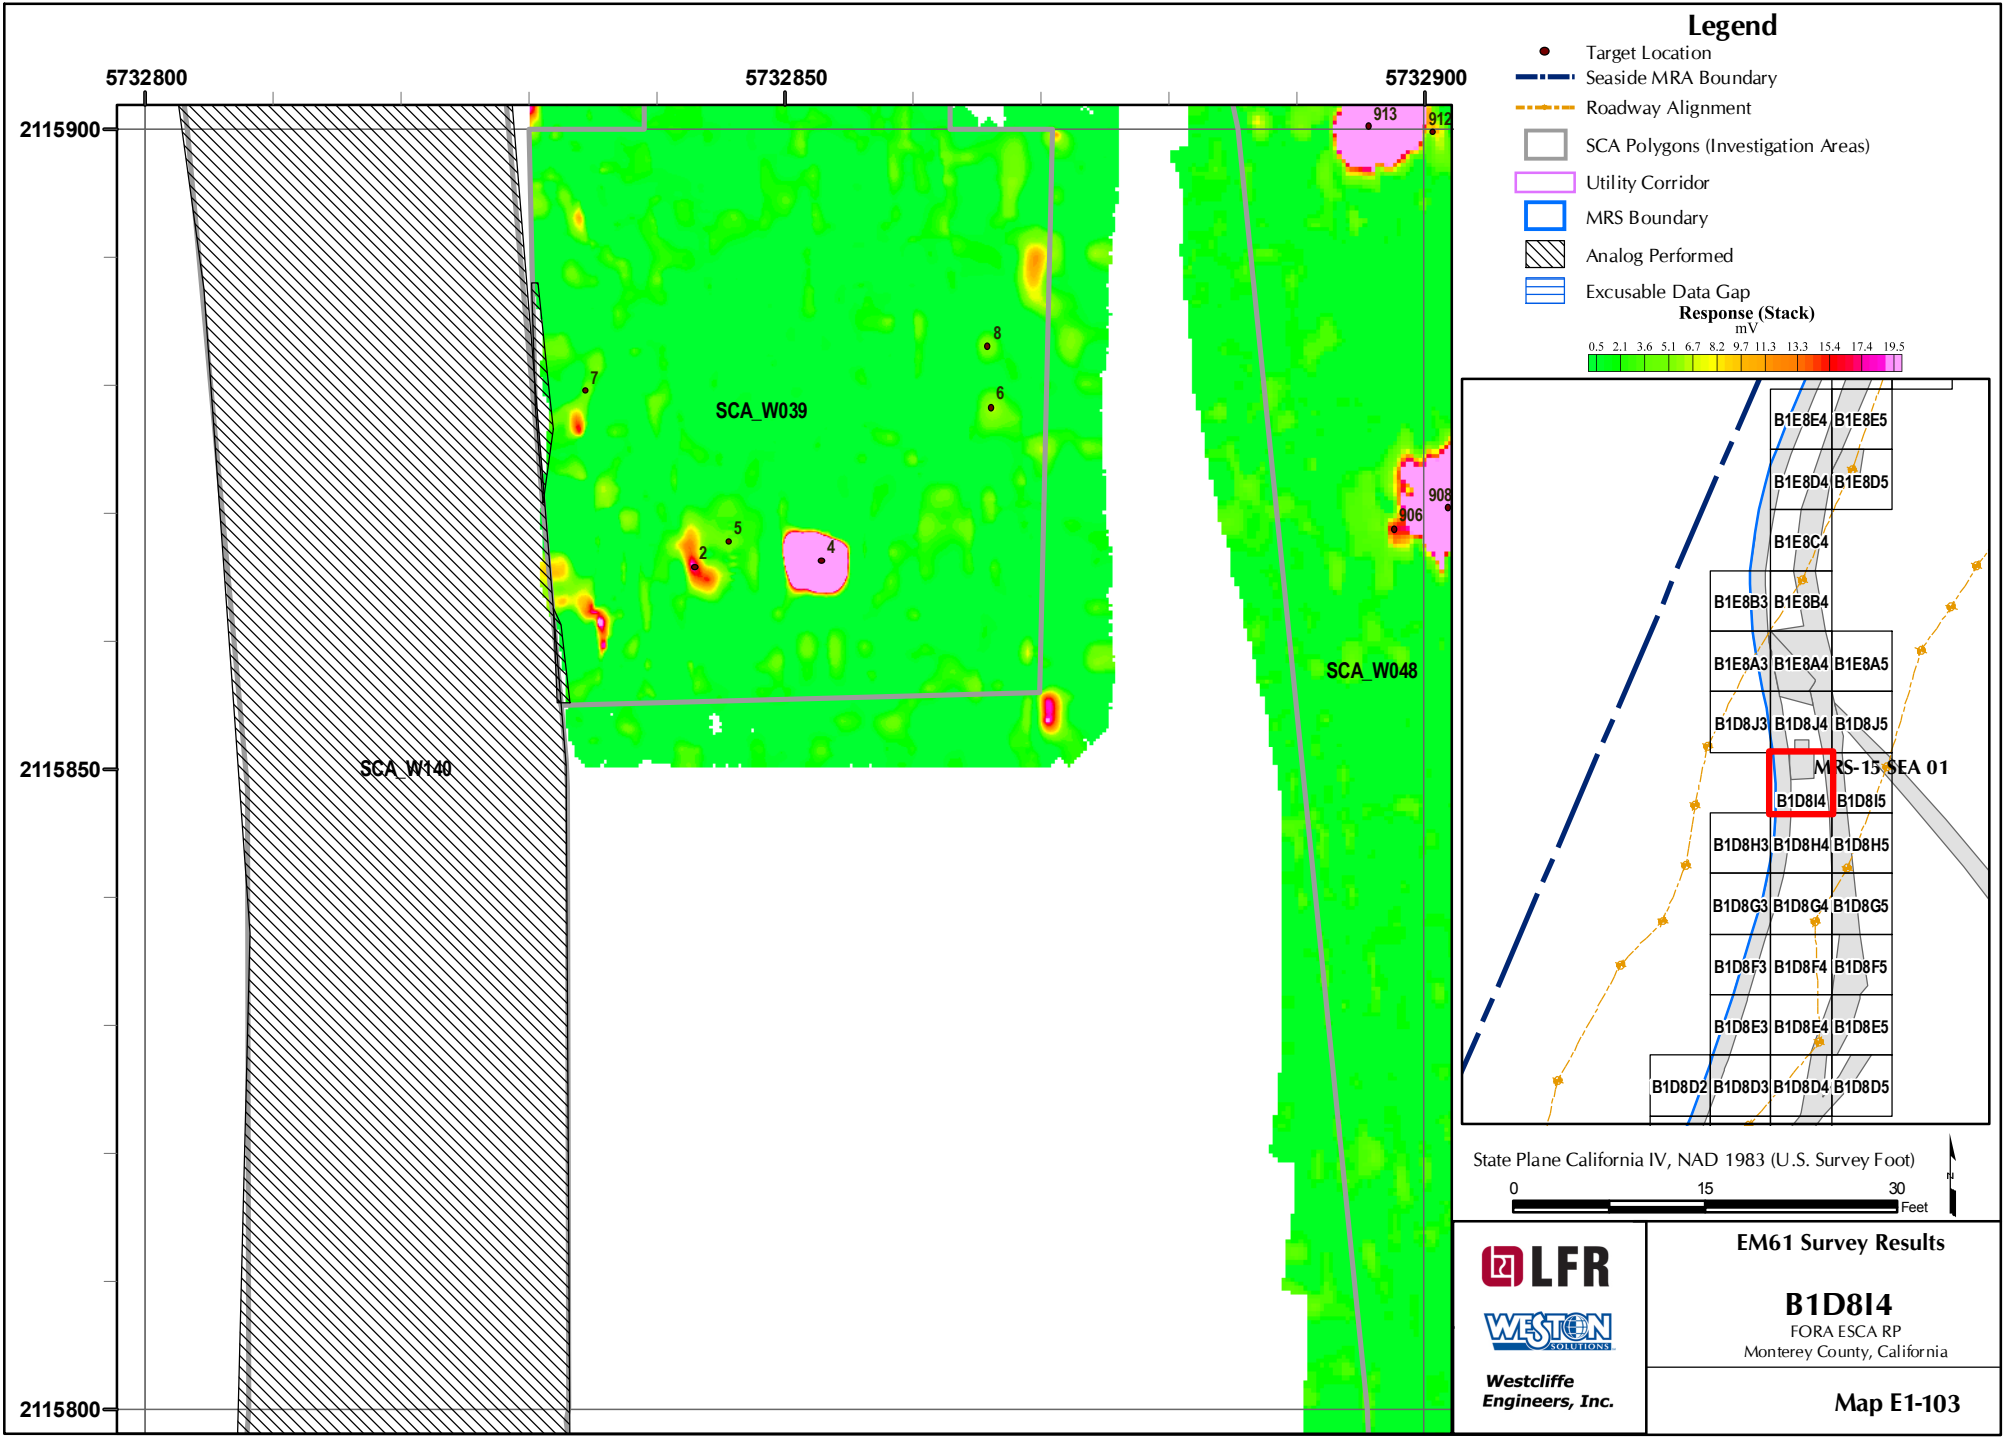 5732800
5732850
5732900
2115900
2115850
2115800
913
912
8
7
6
SCA_W039
5
2
4
908
906
SCA_W048
SCA_W140
Legend
Target Location
Seaside MRA Boundary
Roadway Alignment
SCA Polygons (Investigation Areas)
Utility Corridor
MRS Boundary
Analog Performed
Excusable Data Gap
Response (Stack)
mV
0.5 2.1 3.6 5.1 6.7 8.2 9.7 11.3 13.3 15.4 17.4 19.5
B1E8E4 B1E8E5
B1E8D4 B1E8D5
B1E8C4
B1E8B3 B1E8B4
B1E8A3 B1E8A4 B1E8A5
B1D8J3 B1D8J4 B1D8J5
MRS-15 SEA 01
B1D8I4 B1D8I5
B1D8H3 B1D8H4 B1D8H5
B1D8G3 B1D8G4 B1D8G5
B1D8F3 B1D8F4 B1D8F5
B1D8E3 B1D8E4 B1D8E5
B1D8D2 B1D8D3 B1D8D4 B1D8D5
State Plane California IV, NAD 1983 (U.S. Survey Foot)
0 15 30
Feet
N
LFR
WESTON
SOLUTIONS
Westcliffe
Engineers, Inc.
EM61 Survey Results
B1D8I4
FORA ESCA RP
Monterey County, California
Map E1-103